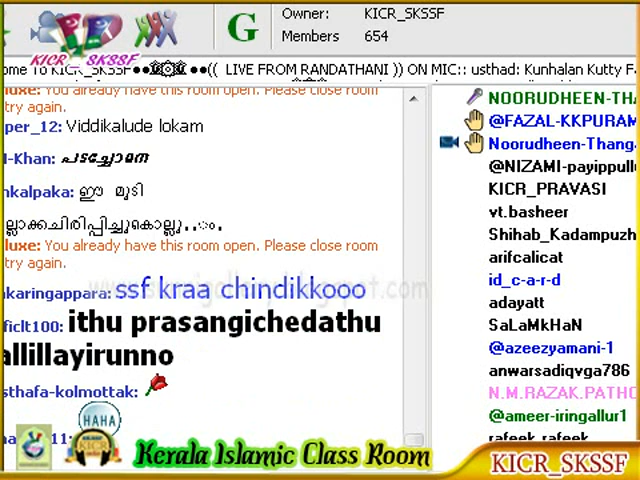 Owner: KICR_SKSSF
G
Members 654
KICR SKSSF
ome To KICR_SKSSF●● ●●(( LIVE FROM RANDATHANI )) ON MIC:: usthad: Kunhalan Kutty F
luxe: You already have this room open. Please close room
try again.
per_12: Viddikalude lokam
l-Khan: പടച്ചോനെ
nkalpaka: ഈ മുടി
ല്ലാക്കചിരിപ്പിച്ചുകൊല്ലും..ം.
luxe: You already have this room open. Please close room
try again.
karingappara: ssf kraa chindikkooo
ficlt100: ithu prasangichedathu
allillayirunno
sthafa-kolmottak:
HAHA
11:
NOORUDHEEN-THA
@FAZAL-KKPURAM
Noorudheen-Thang
@NIZAMI-payippull
KICR_PRAVASI
vt.basheer
Shihab_Kadampuzh
arifcalicat
id_c-a-r-d
adayatt
SaLaMkHaN
@azeezyamani-1
anwarsadiqvga786
N.M.RAZAK.PATHO
@ameer-iringallur1
rafeek.rafeek
Kerala Islamic Class Room
KICR_SKSSF